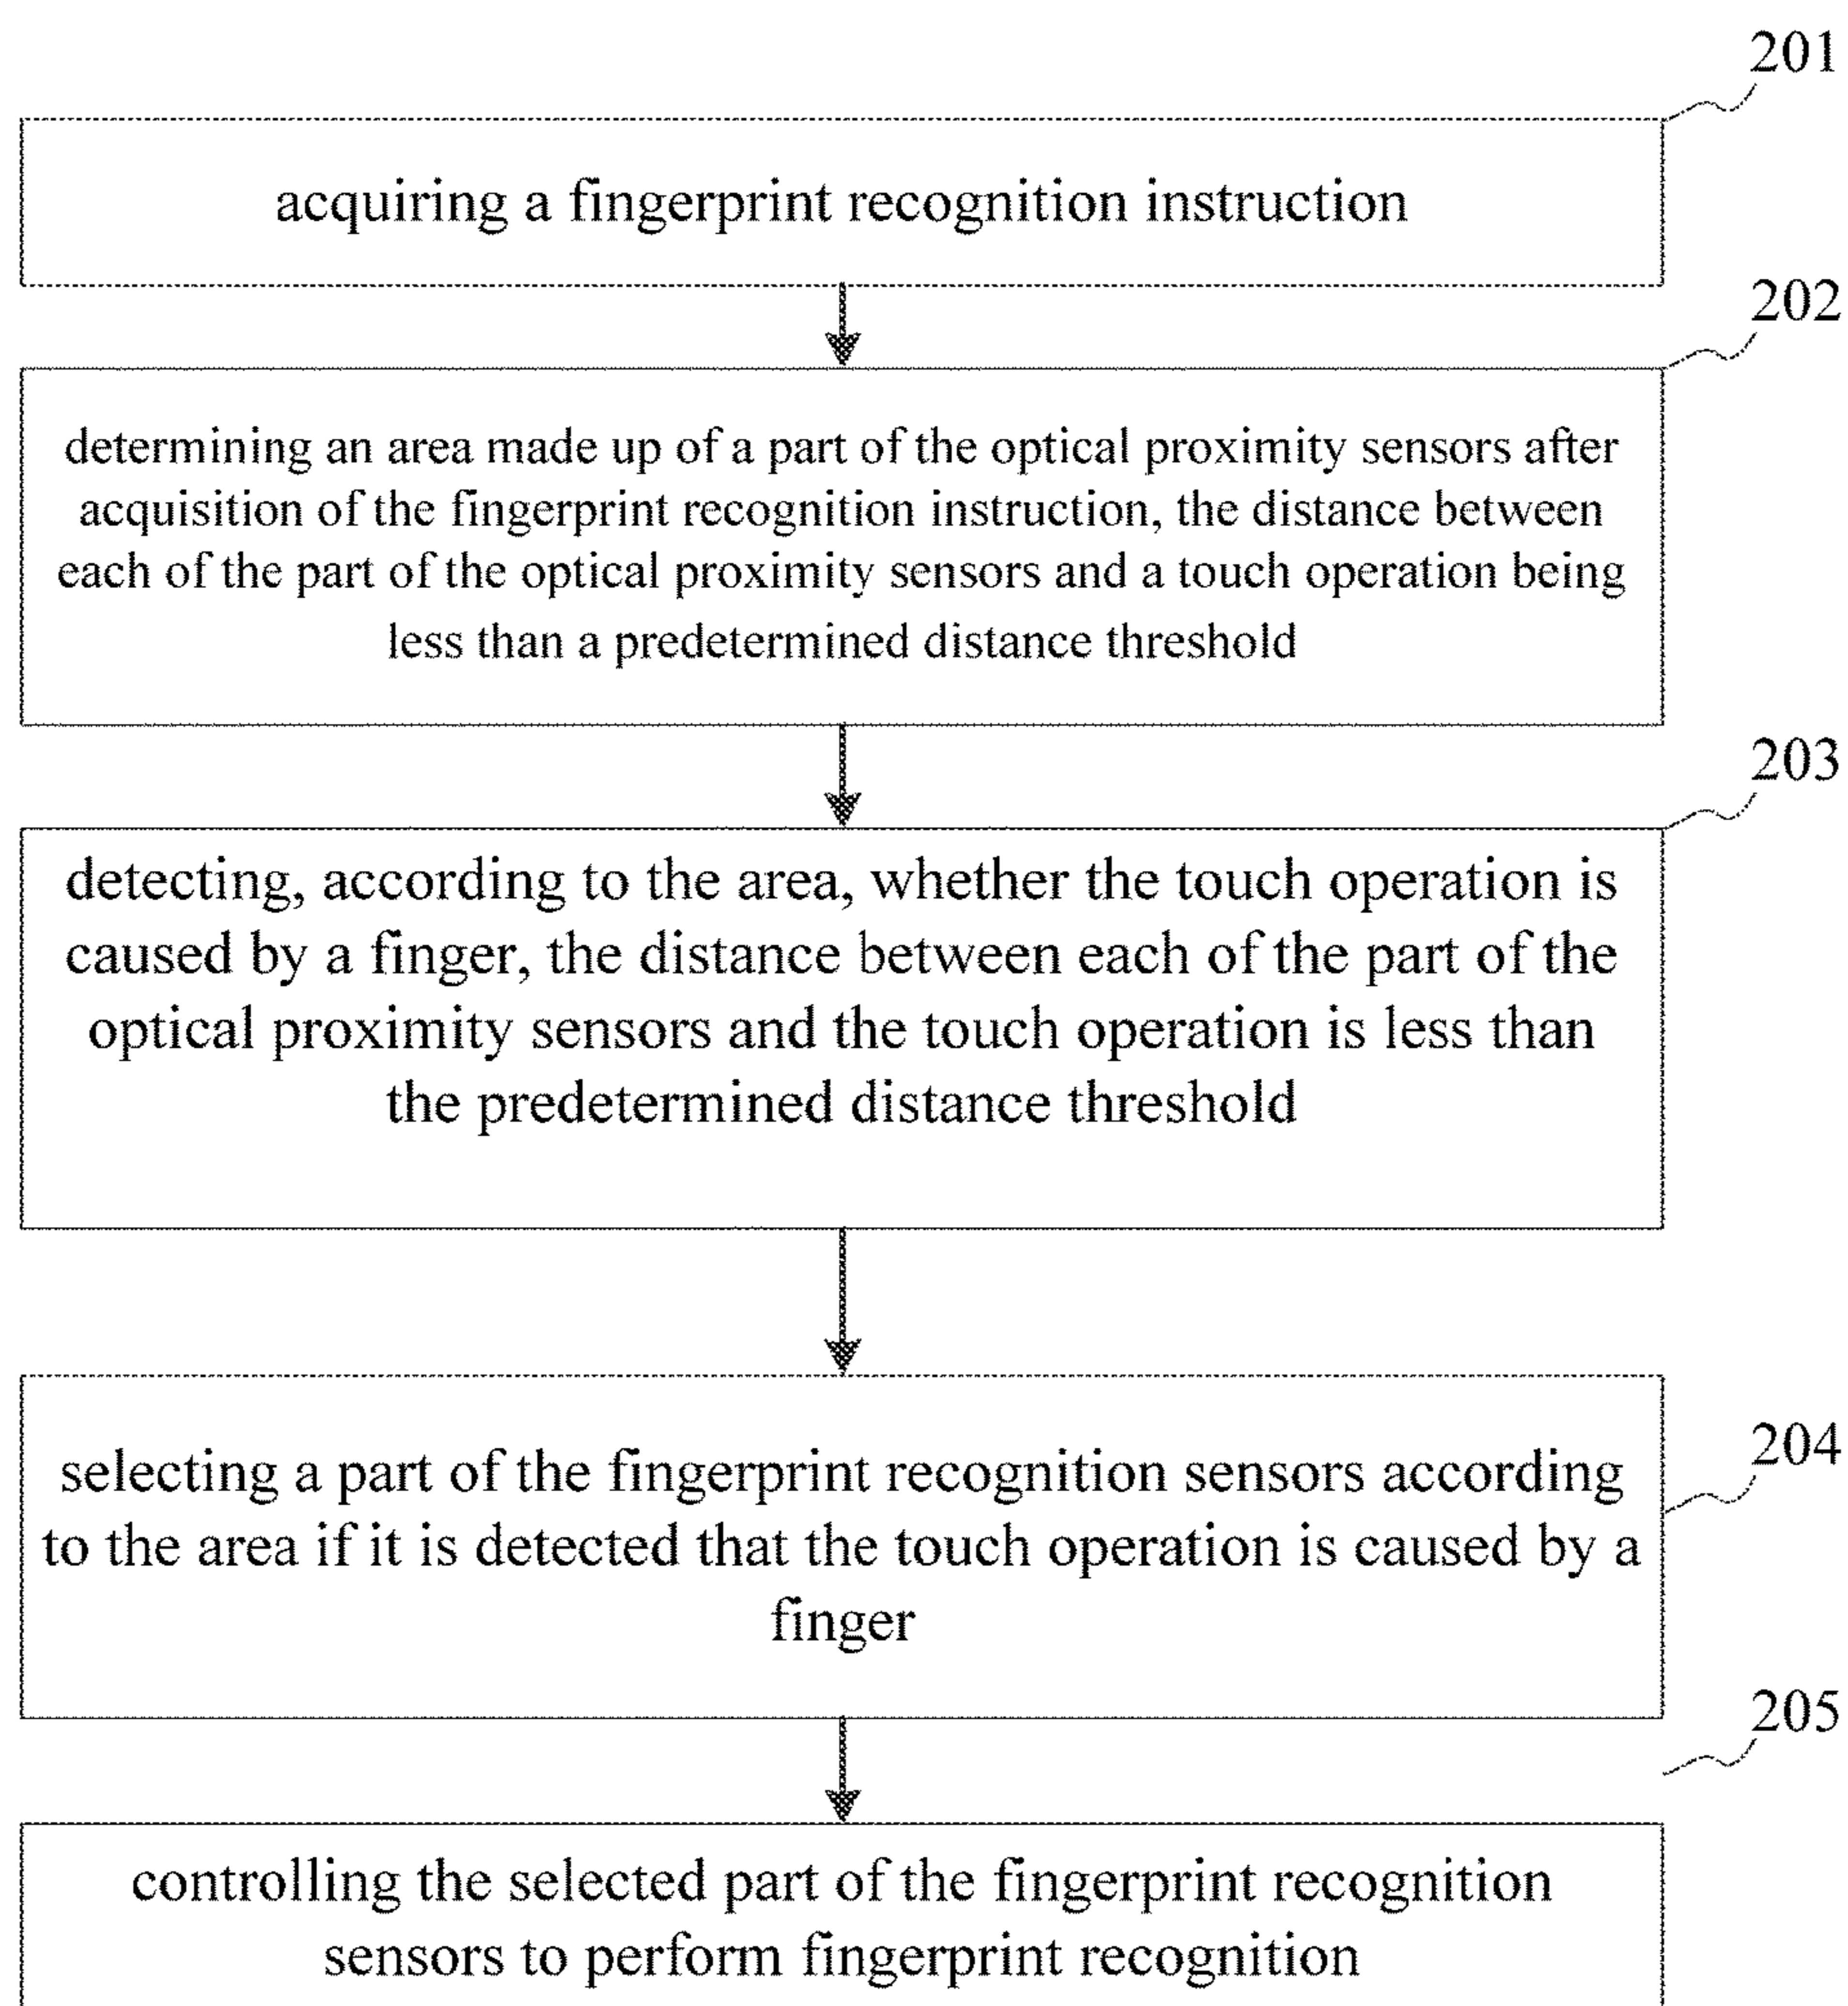 201
acquiring a fingerprint recognition instruction
202
determining an area made up of a part of the optical proximity sensors after
acquisition of the fingerprint recognition instruction, the distance between
each of the part of the optical proximity sensors and a touch operation being
less than a predetermined distance threshold
203
detecting, according to the area, whether the touch operation is
caused by a finger, the distance between each of the part of the
optical proximity sensors and the touch operation is less than
the predetermined distance threshold
204
selecting a part of the fingerprint recognition sensors according
to the area if it is detected that the touch operation is caused by a
finger
205
controlling the selected part of the fingerprint recognition
sensors to perform fingerprint recognition